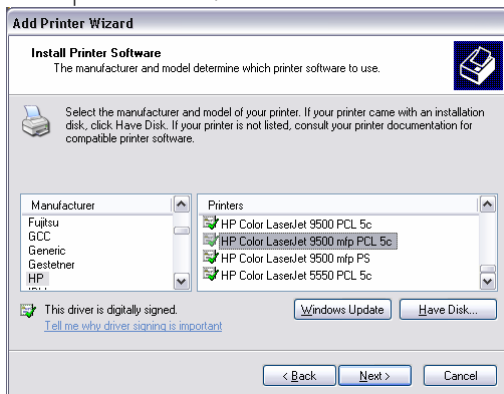 Add Printer Wizard
Install Printer Software
The manufacturer and model determine which printer software to use.
Select the manufacturer and model of your printer. If your printer came with an installation
disk, click Have Disk. If your printer is not listed, consult your printer documentation for
compatible printer software.
Manufacturer
Fujitsu
GCC
Generic
Gestetner
HP
Printers
HP Color LaserJet 9500 PCL 5c
HP Color LaserJet 9500 mfp PCL 5c
HP Color LaserJet 9500 mfp PS
HP Color LaserJet 5550 PCL 5c
This driver is digitally signed.
Tell me why driver signing is important
Windows Update
Have Disk...
< Back
Next >
Cancel